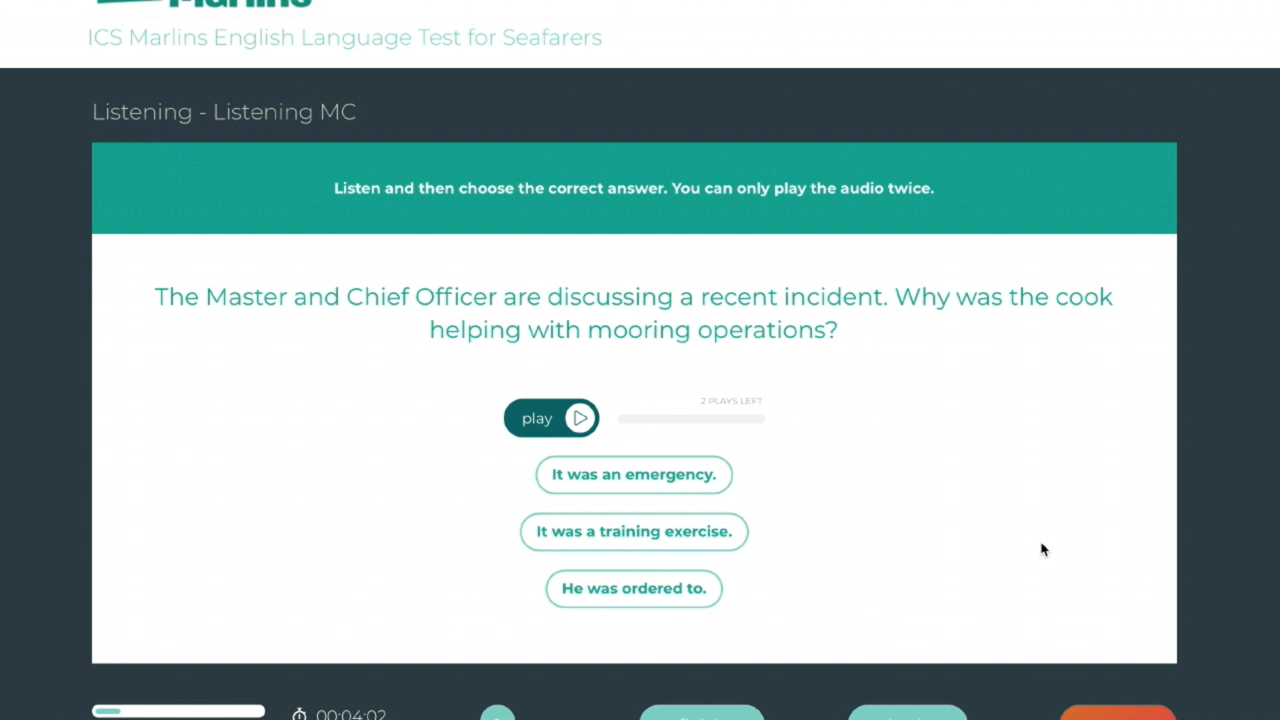 ICS Marlins English Language Test for Seafarers
Listening - Listening MC
Listen and then choose the correct answer. You can only play the audio twice.
The Master and Chief Officer are discussing a recent incident. Why was the cook
helping with mooring operations?
2 PLAYS LEFT
play
It was an emergency.
It was a training exercise.
He was ordered to.
00:04:02